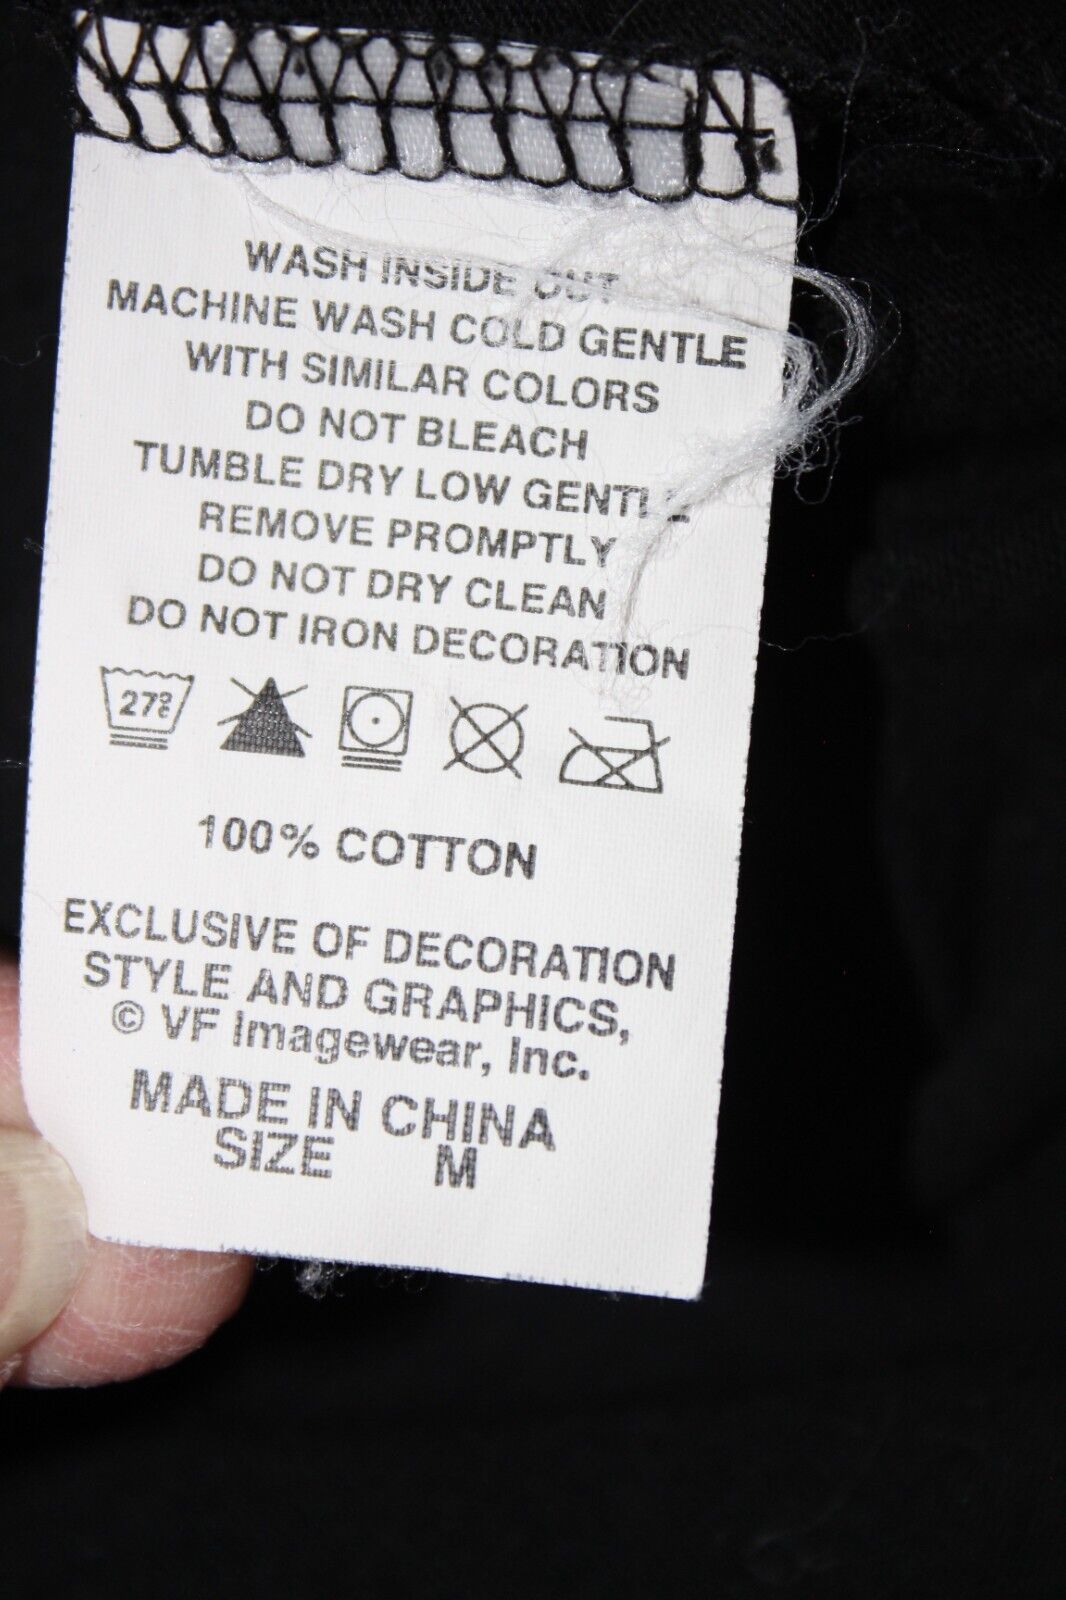 WASH INSIDE OUT
MACHINE WASH COLD GENTLE
WITH SIMILAR COLORS
DO NOT BLEACH
TUMBLE DRY LOW GENTLE
REMOVE PROMPTLY
DO NOT DRY CLEAN
DO NOT IRON DECORATION
27°C
100% COTTON
EXCLUSIVE OF DECORATION
STYLE AND GRAPHICS,
© VF Imagewear, Inc.
MADE IN CHINA
SIZE M